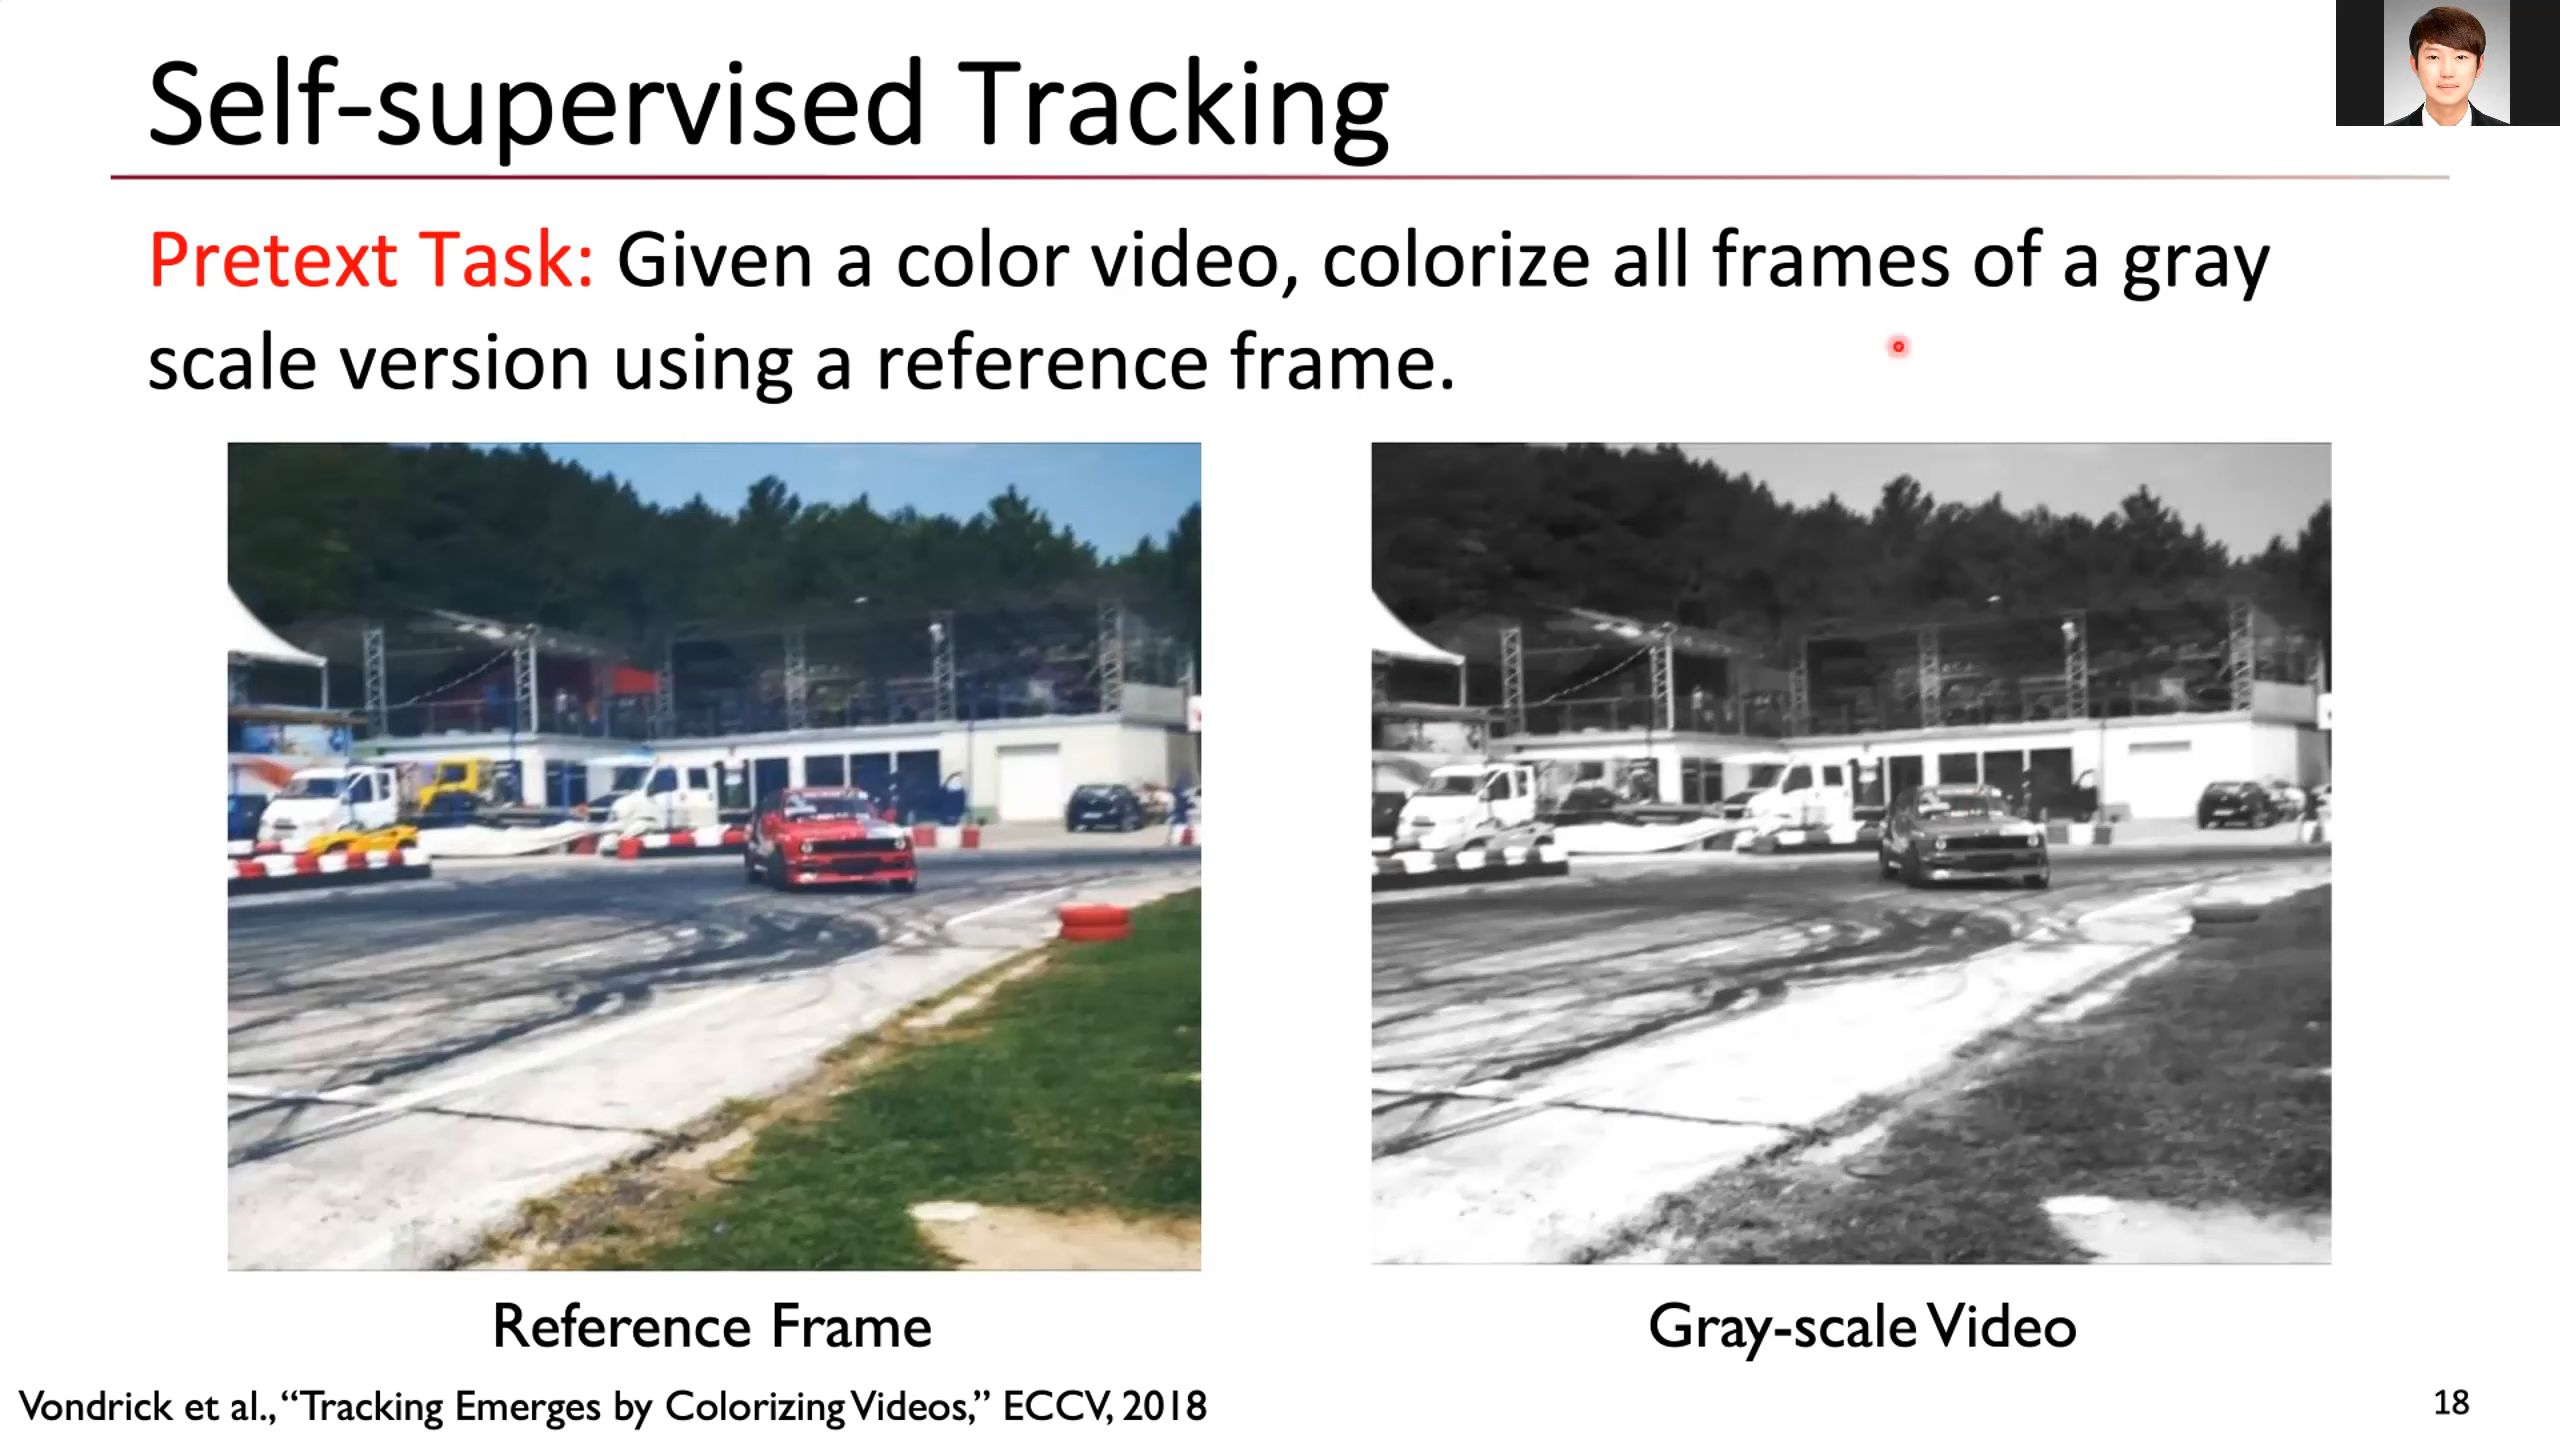 Self-supervised Tracking
Pretext Task: Given a color video, colorize all frames of a gray
scale version using a reference frame.
Reference Frame
Gray-scale Video
Vondrick et al., “Tracking Emerges by Colorizing Videos,” ECCV, 2018
18